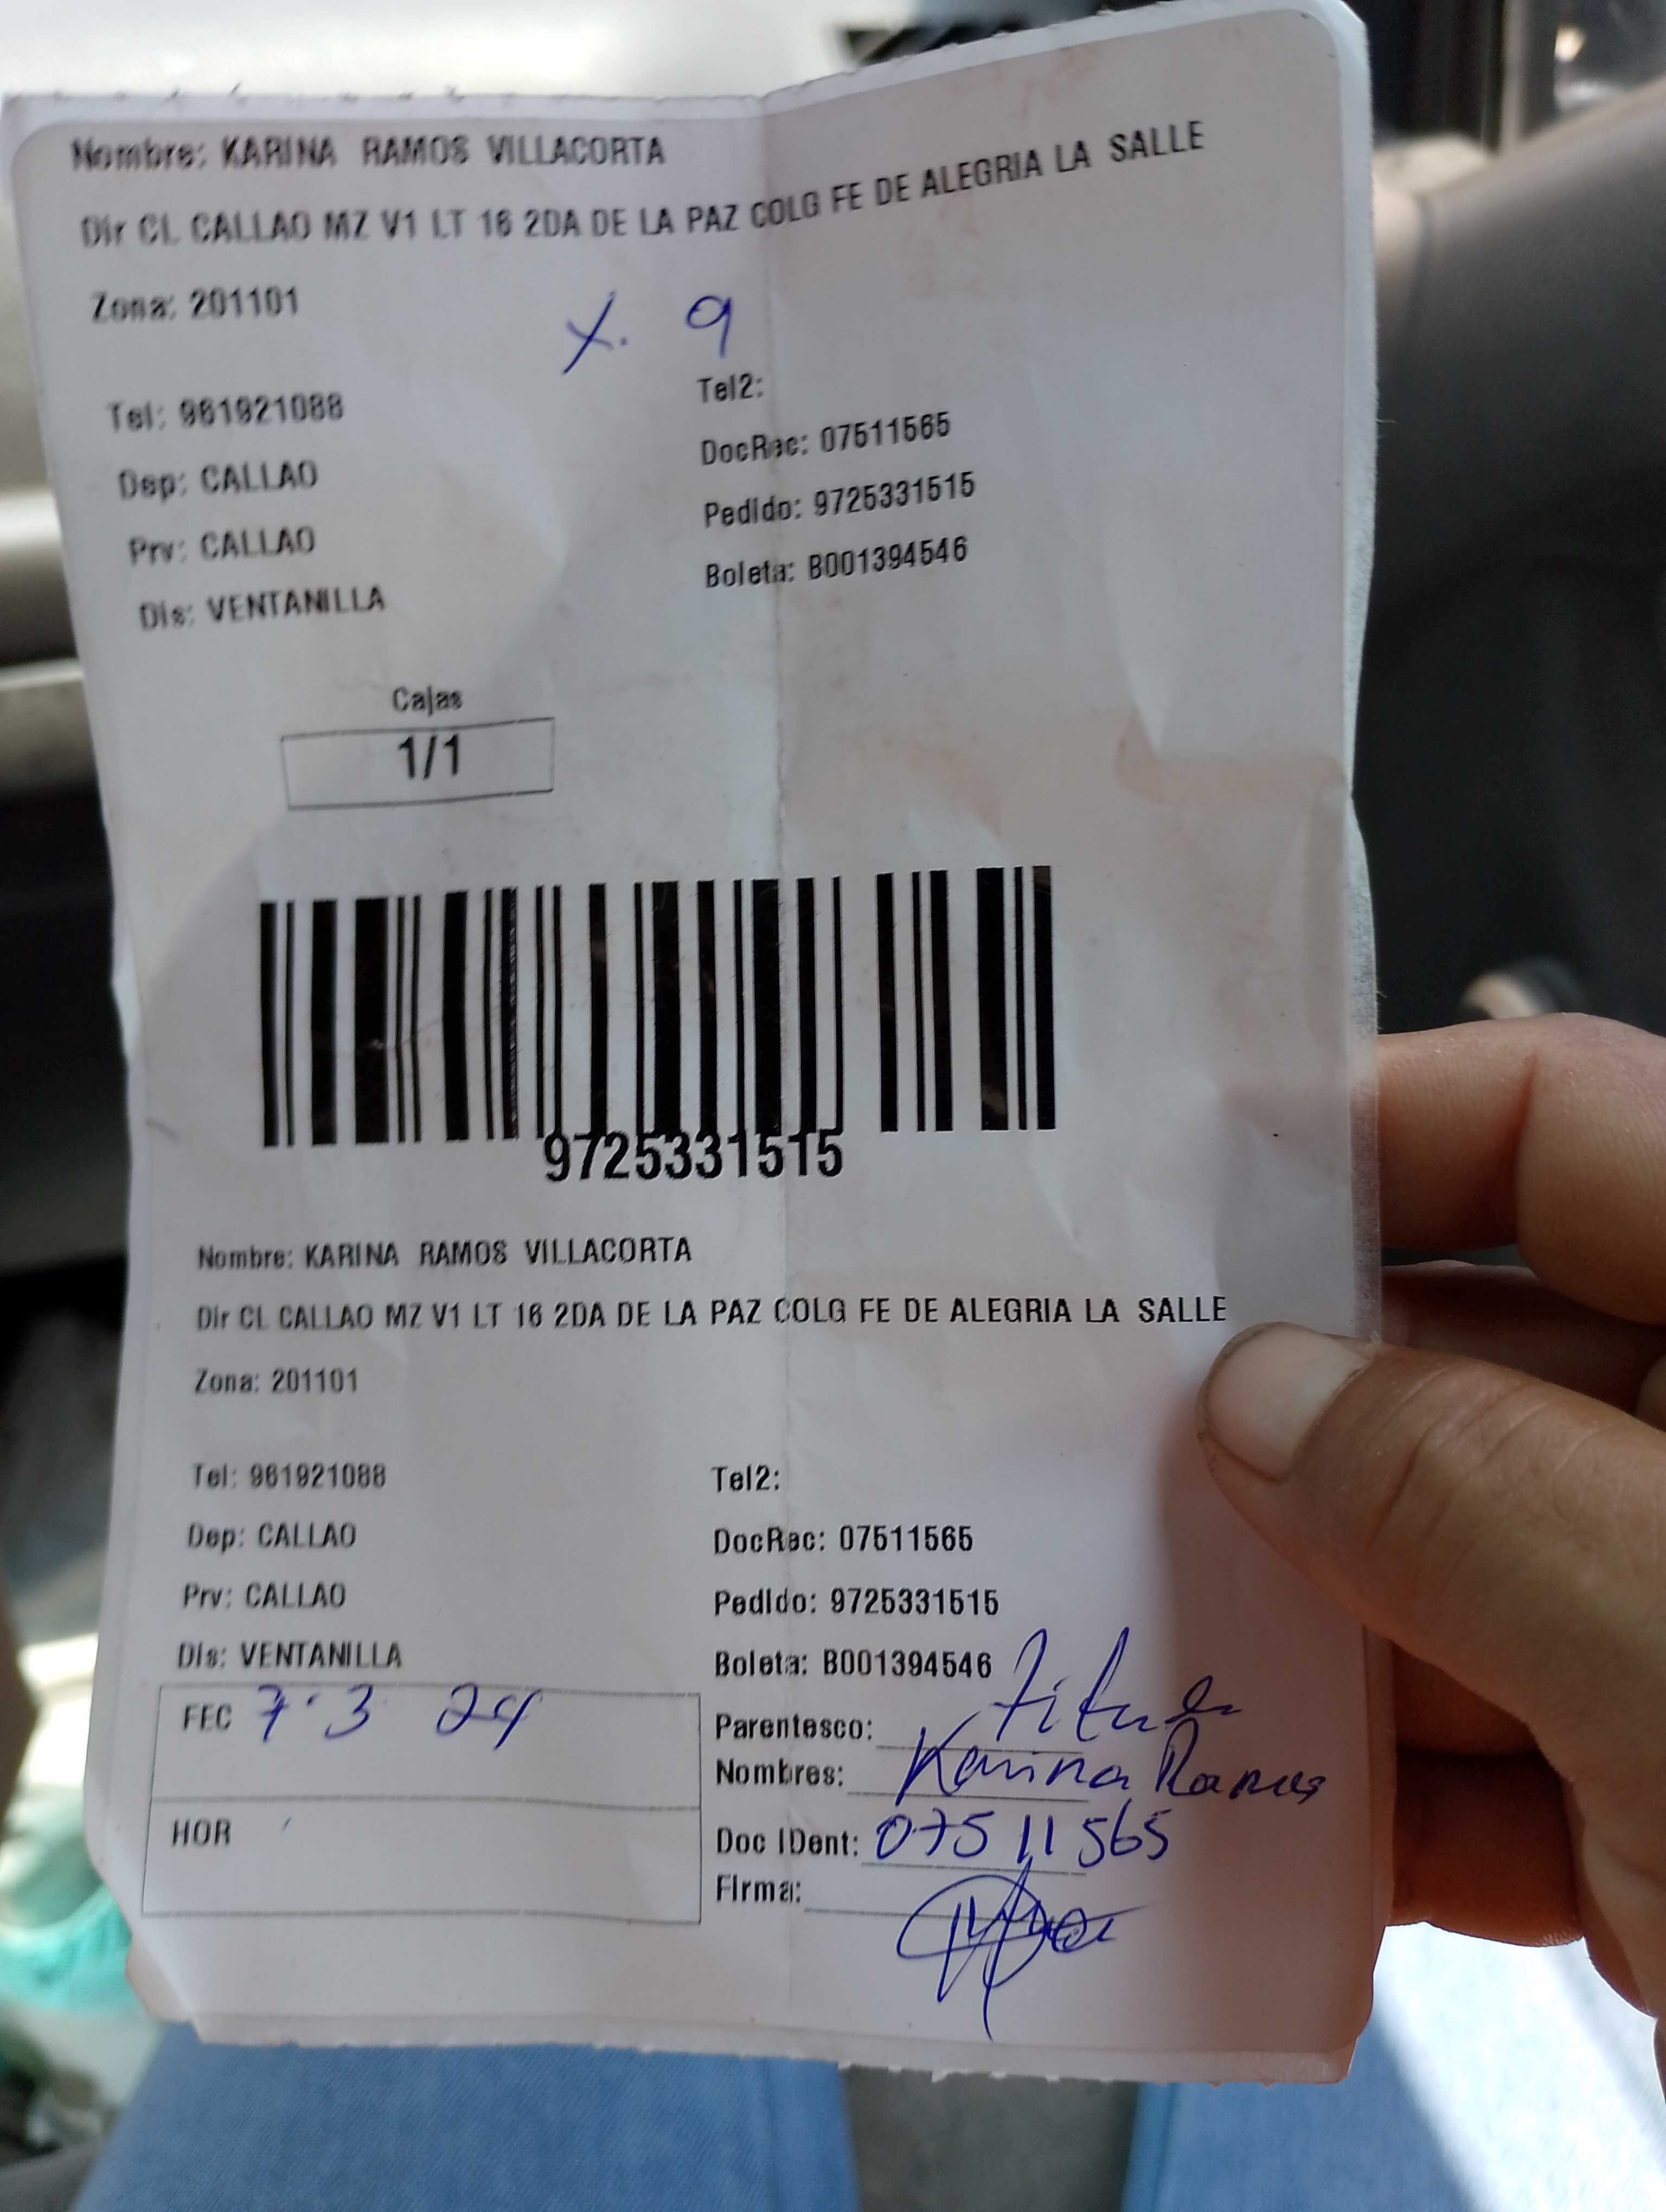 Nombre: KARINA RAMOS VILLACORTA
Dir CL CALLAO MZ V1 LT 16 2DA DE LA PAZ COLG FE DE ALEGRIA LA SALLE
Zona: 201101
X. 9
Tel: 961921088 Tel2:
Dep: CALLAO DocRec: 07511565
Prv: CALLAO Pedido: 9725331515
Dis: VENTANILLA Boleta: B001394546
Cajas
1/1
9725331515
Nombre: KARINA RAMOS VILLACORTA
Dir CL CALLAO MZ V1 LT 16 2DA DE LA PAZ COLG FE DE ALEGRIA LA SALLE
Zona: 201101
Tel: 961921088 Tel2:
Dep: CALLAO DocRec: 07511565
Prv: CALLAO Pedido: 9725331515
Dis: VENTANILLA Boleta: B001394546
FEC 7.3 24 Parentesco:
Nombres: Karina Ramos
HOR Doc IDent: 07511565
Firma: